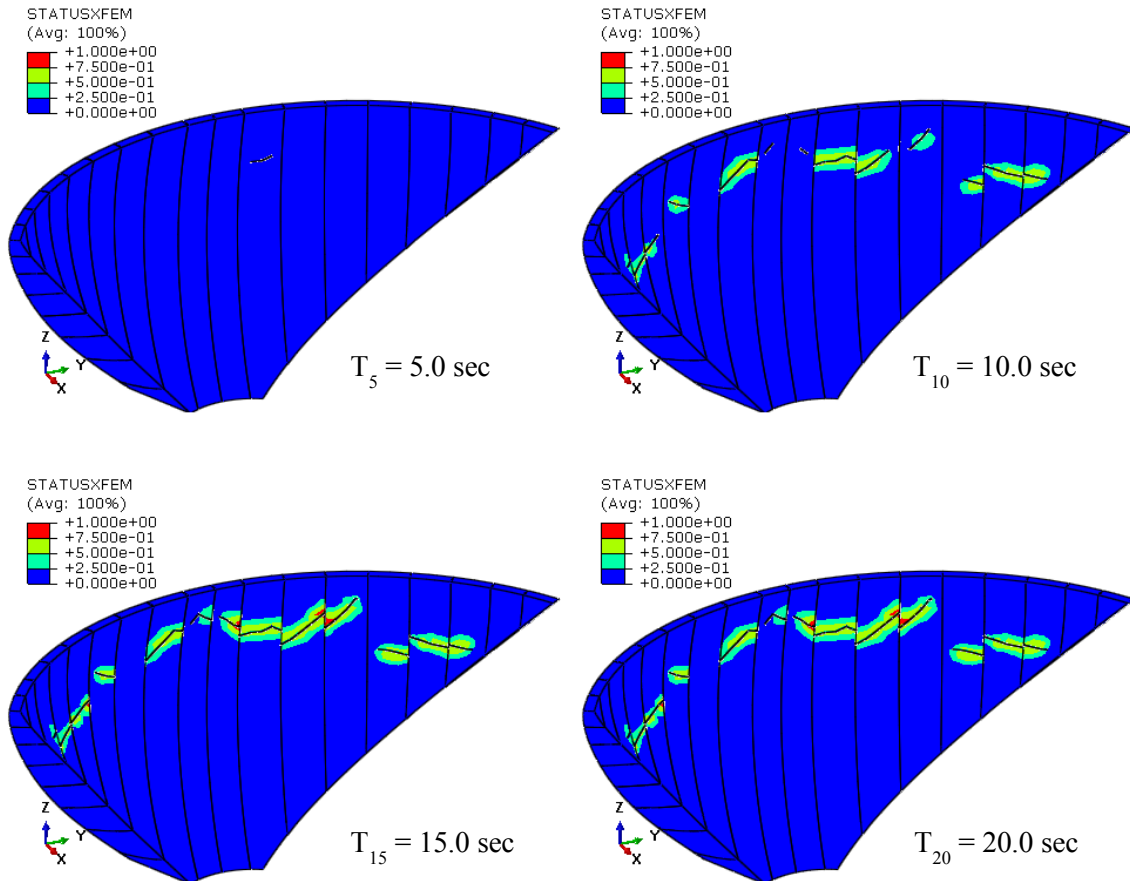 STATUSXFEM
(Avg: 100%)
+1.000e+00
+7.500e-01
+5.000e-01
+2.500e-01
+0.000e+00
Z
Y
X
T5 = 5.0 sec
STATUSXFEM
(Avg: 100%)
+1.000e+00
+7.500e-01
+5.000e-01
+2.500e-01
+0.000e+00
Z
Y
X
T10 = 10.0 sec
STATUSXFEM
(Avg: 100%)
+1.000e+00
+7.500e-01
+5.000e-01
+2.500e-01
+0.000e+00
Z
Y
X
T15 = 15.0 sec
STATUSXFEM
(Avg: 100%)
+1.000e+00
+7.500e-01
+5.000e-01
+2.500e-01
+0.000e+00
Z
Y
X
T20 = 20.0 sec